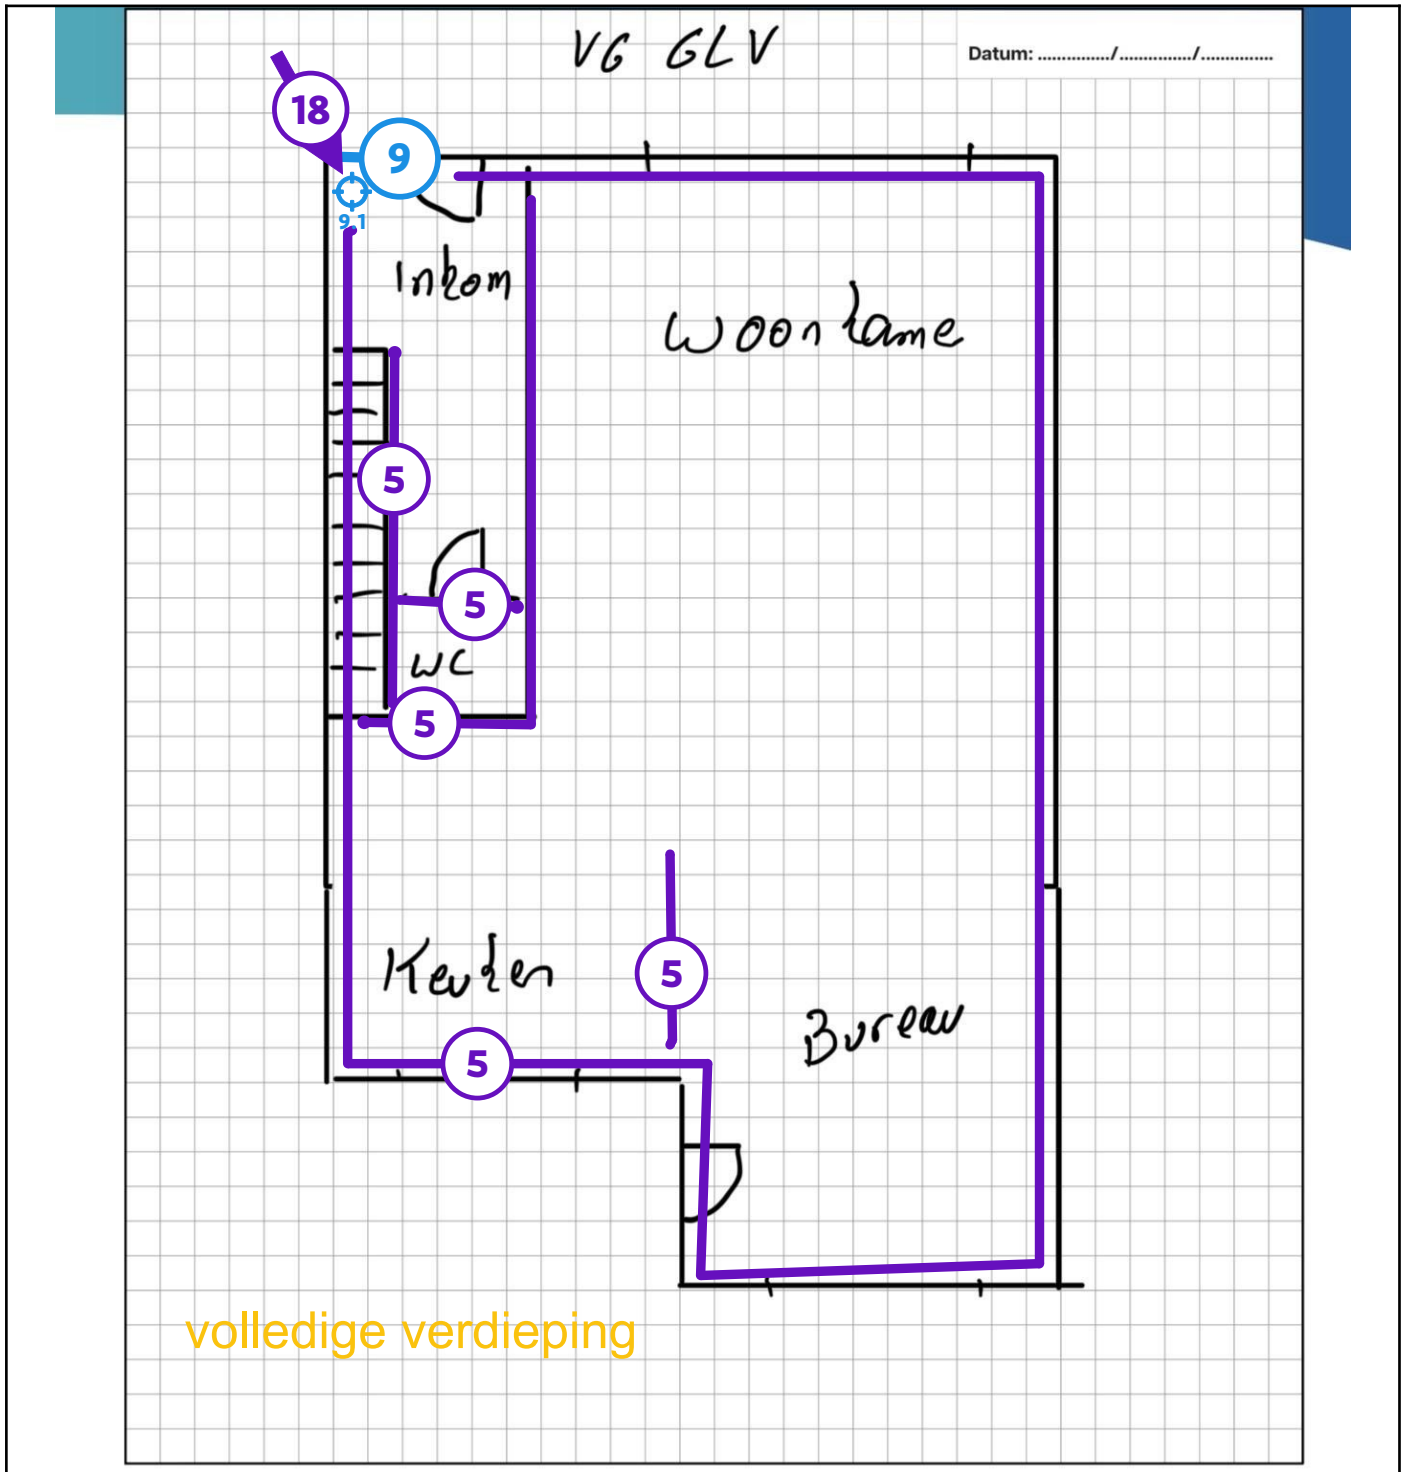 VG GLV
Datum: ............../............../..............
18
9
9.1
Inkom
Woonkame
5
5
WC
5
Keuken
5
Bureau
5
volledige verdieping